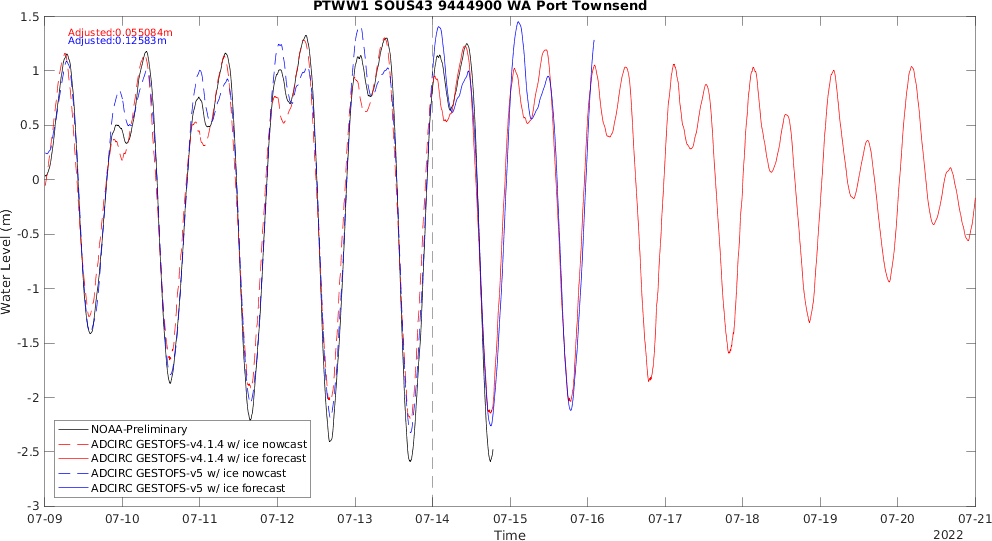 PTWW1 SOUS43 9444900 WA Port Townsend
Adjusted:0.055084m
Adjusted:0.12583m
1.5
1
0.5
0
-0.5
-1
-1.5
-2
-2.5
-3
Water Level (m)
NOAA-Preliminary
ADCIRC GESTOFS-v4.1.4 w/ ice nowcast
ADCIRC GESTOFS-v4.1.4 w/ ice forecast
ADCIRC GESTOFS-v5 w/ ice nowcast
ADCIRC GESTOFS-v5 w/ ice forecast
07-09 07-10 07-11 07-12 07-13 07-14 07-15 07-16 07-17 07-18 07-19 07-20 07-21
Time
2022